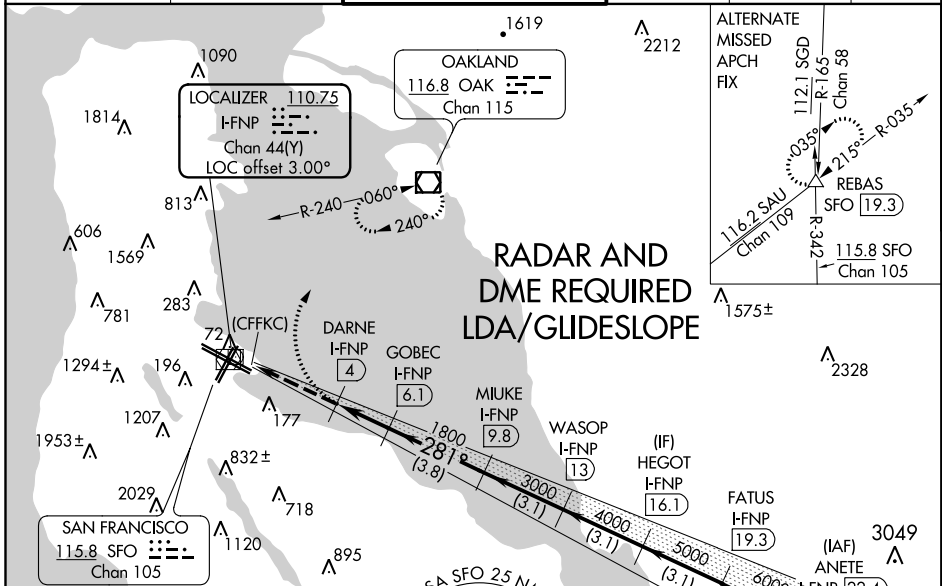 1619
2212
1090
1814
LOCALIZER 110.75
I-FNP
Chan 44(Y)
LOC offset 3.00°
OAKLAND
116.8 OAK
Chan 115
ALTERNATE
MISSED
APCH
FIX
112.1 SGD
R-165
Chan 58
R-035
035°
215°
REBAS
SFO 19.3
116.2 SAU
Chan 109
R-342
115.8 SFO
Chan 105
813
R-240
060°
240°
606
1569
RADAR AND
DME REQUIRED
LDA/GLIDESLOPE
283
781
1575±
72
(CFFKC)
DARNE
I-FNP
4
GOBEC
I-FNP
6.1
1294±
196
2328
MIUKE
I-FNP
9.8
177
1207
1800
281°
(3.8)
WASOP
I-FNP
13
1953±
(IF)
HEGOT
I-FNP
16.1
832±
3000
(3.1)
FATUS
I-FNP
19.3
718
2029
4000
(3.1)
SAN FRANCISCO
115.8 SFO
Chan 105
1120
895
5000
(3.1)
3049
(IAF)
ANETE
6000
SA SFO 25 N